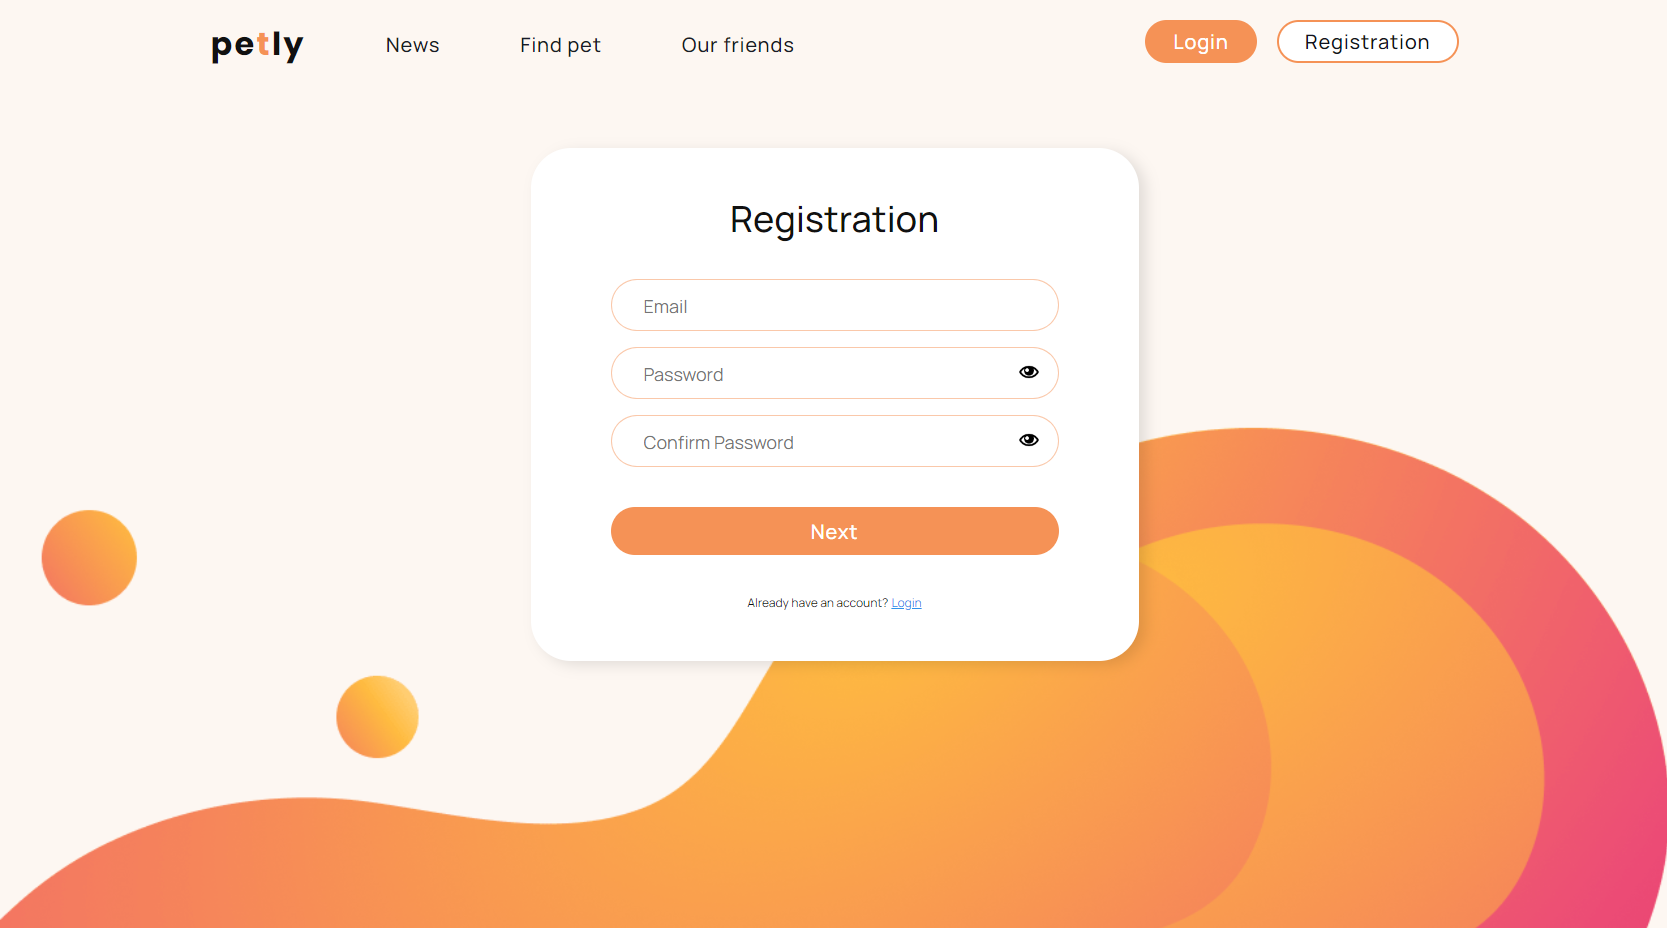 petly News Find pet Our friends Login Registration
Registration
Email
Password
Confirm Password
Next
Already have an account? Login